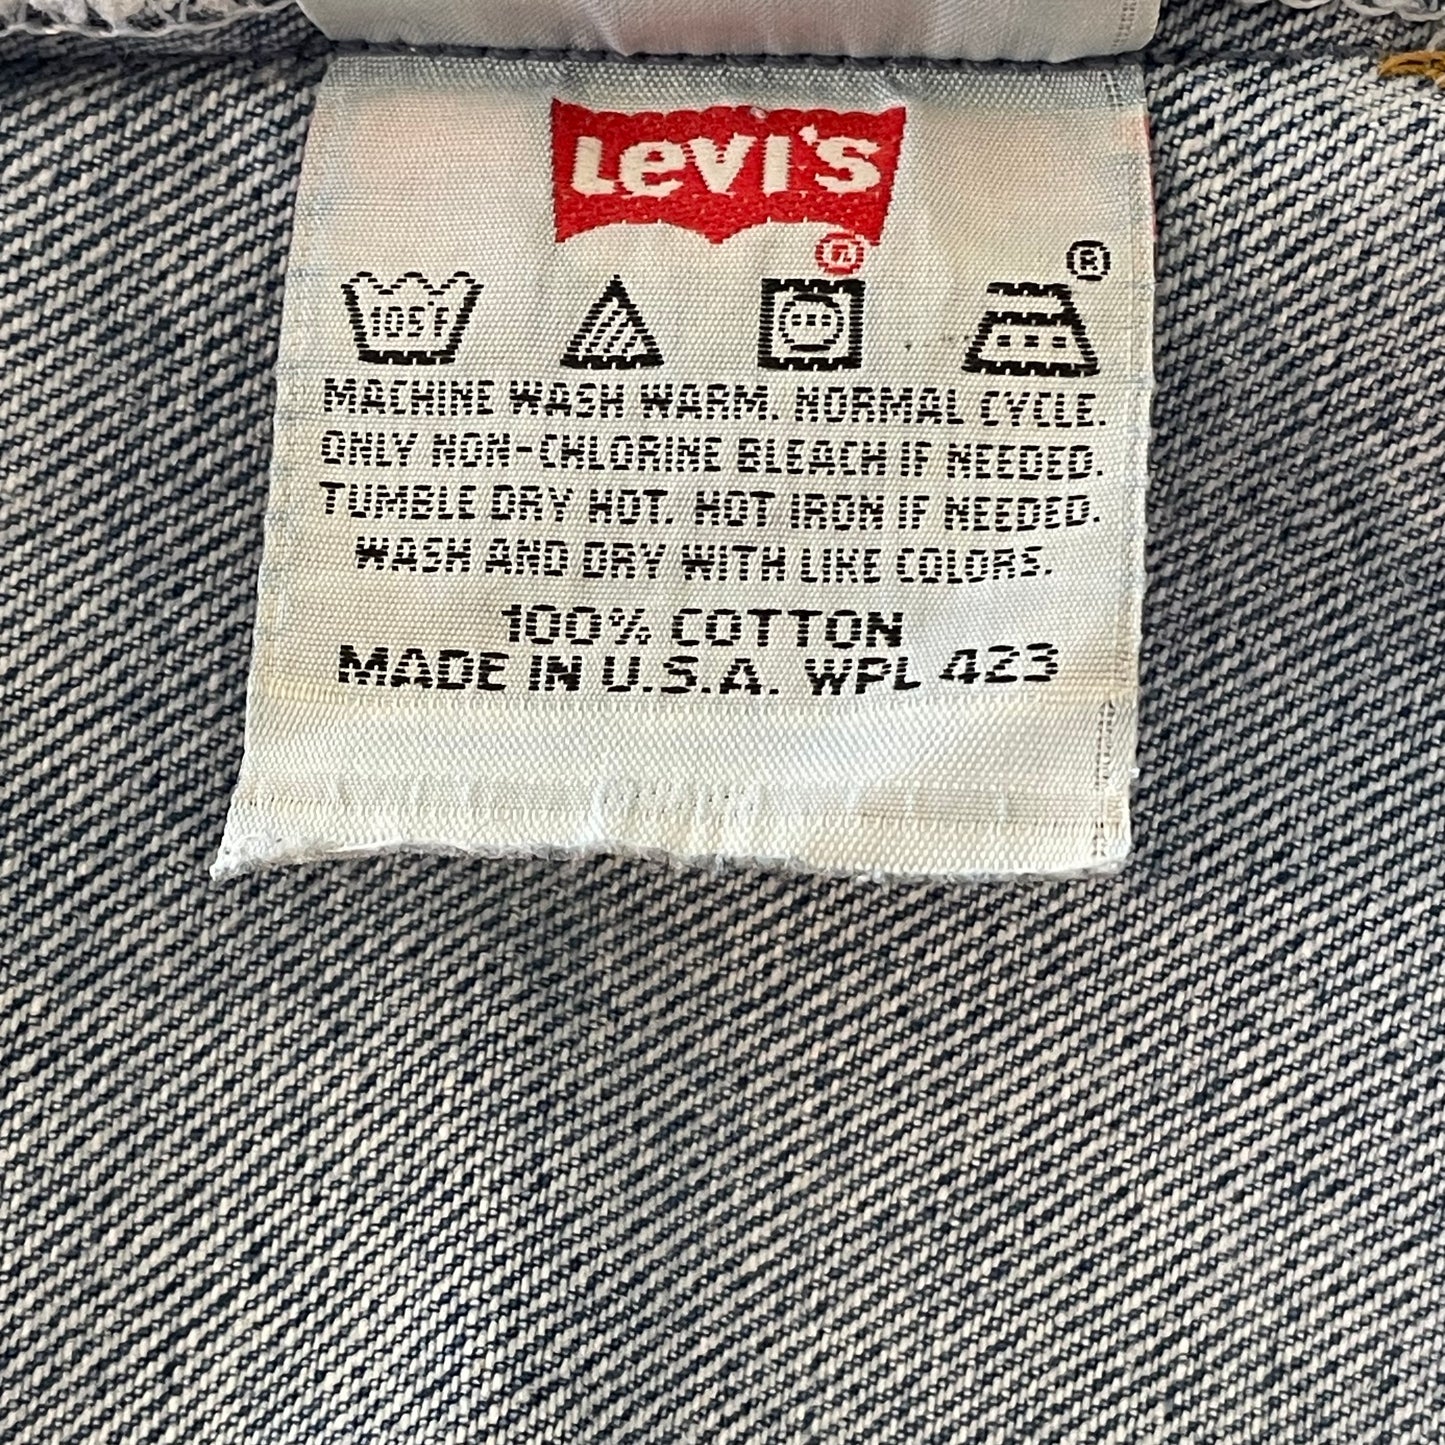 LEVI'S
®
®
105F
MACHINE WASH WARM. NORMAL CYCLE.
ONLY NON-CHLORINE BLEACH IF NEEDED.
TUMBLE DRY HOT. HOT IRON IF NEEDED.
WASH AND DRY WITH LIKE COLORS.
100% COTTON
MADE IN U.S.A. WPL 423